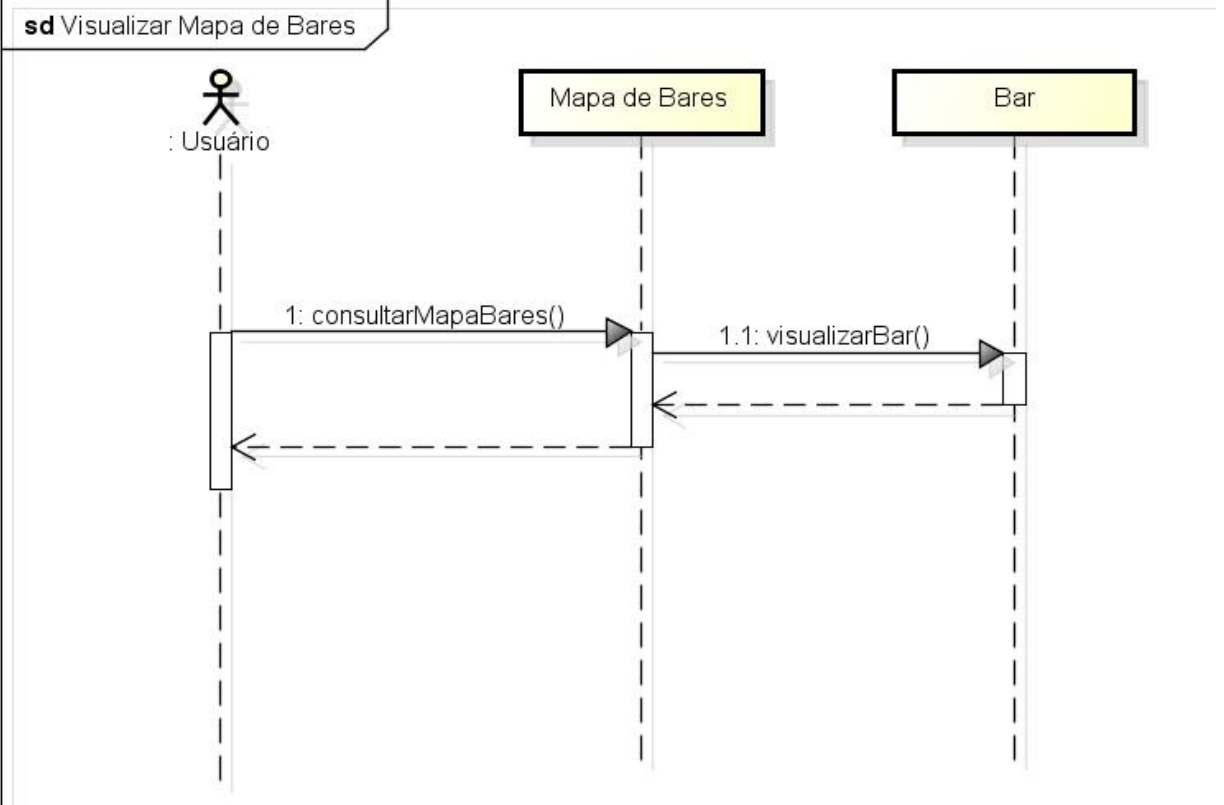 sd Visualizar Mapa de Bares
Mapa de Bares
Bar
: Usuário
1: consultarMapaBares()
1.1: visualizarBar()